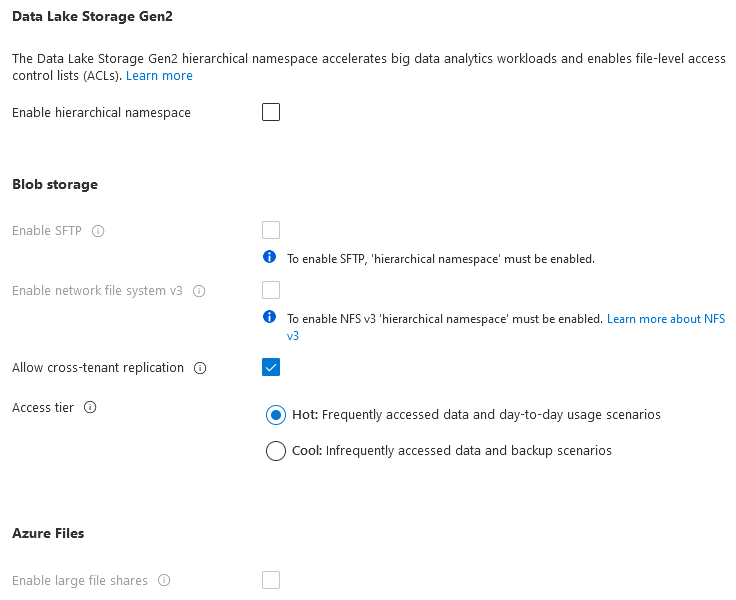 Data Lake Storage Gen2
The Data Lake Storage Gen2 hierarchical namespace accelerates big data analytics workloads and enables file-level access
control lists (ACLs). Learn more
Enable hierarchical namespace
Blob storage
Enable SFTP
To enable SFTP, 'hierarchical namespace' must be enabled.
Enable network file system v3
To enable NFS v3 'hierarchical namespace' must be enabled. Learn more about NFS
v3
Allow cross-tenant replication
Access tier
Hot: Frequently accessed data and day-to-day usage scenarios
Cool: Infrequently accessed data and backup scenarios
Azure Files
Enable large file shares